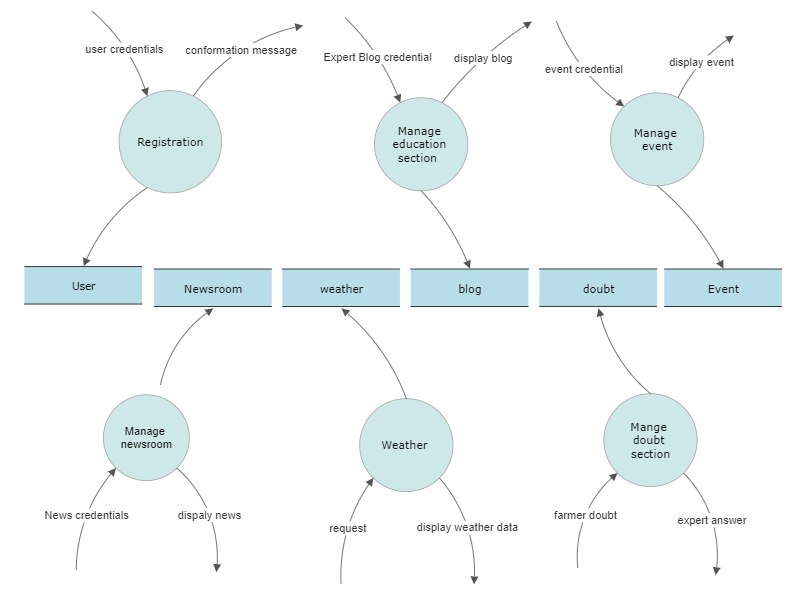 user credentials
conformation message
Expert Blog credential
display blog
event credential
display event
Registration
Manage
education
section
Manage
event
User
Newsroom
weather
blog
doubt
Event
Manage
newsroom
Weather
Mange
doubt
section
News credentials
dispaly news
request
display weather data
farmer doubt
expert answer